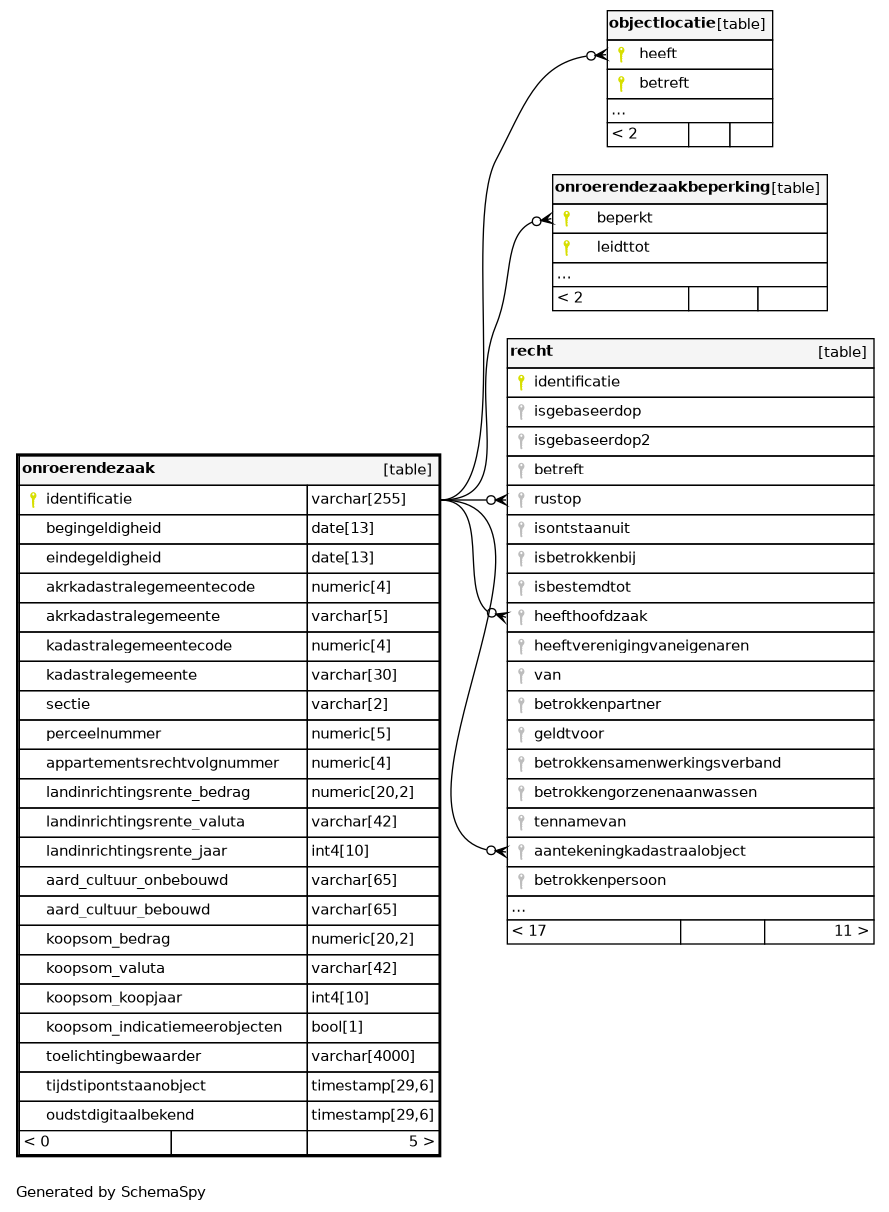 objectlocatie [table]
heeft
betreft
...
< 2
onroerendezaakbeperking [table]
beperkt
leidttot
...
< 2
recht [table]
identificatie
isgebaseerdop
isgebaseerdop2
betreft
rustop
isontstaanuit
isbetrokkenbij
isbestemdtot
heefthoofdzaak
heeftverenigingvaneigenaren
van
betrokkenpartner
geldtvoor
betrokkensamenwerkingsverband
betrokkengorzenenaanwassen
tennamevan
aantekeningkadastraalobject
betrokkenpersoon
...
< 17 11 >
onroerendezaak [table]
identificatie varchar[255]
begingeldigheid date[13]
eindegeldigheid date[13]
akrkadastralegemeentecode numeric[4]
akrkadastralegemeente varchar[5]
kadastralegemeentecode numeric[4]
kadastralegemeente varchar[30]
sectie varchar[2]
perceelnummer numeric[5]
appartementsrechtvolgnummer numeric[4]
landinrichtingsrente_bedrag numeric[20,2]
landinrichtingsrente_valuta varchar[42]
landinrichtingsrente_jaar int4[10]
aard_cultuur_onbebouwd varchar[65]
aard_cultuur_bebouwd varchar[65]
koopsom_bedrag numeric[20,2]
koopsom_valuta varchar[42]
koopsom_koopjaar int4[10]
koopsom_indicatiemeerobjecten bool[1]
toelichtingbewaarder varchar[4000]
tijdstipontstaanobject timestamp[29,6]
oudstdigitaalbekend timestamp[29,6]
< 0 5 >
Generated by SchemaSpy